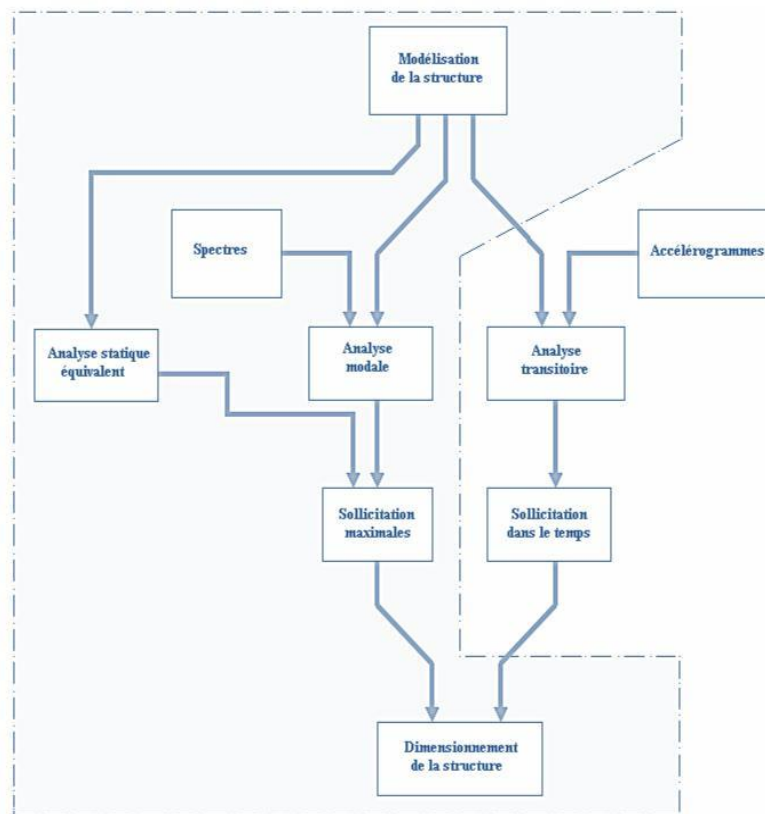 Modélisation
de la structure
Spectres
Accélérogrammes
Analyse statique
équivalent
Analyse
modale
Analyse
transitoire
Sollicitation
maximales
Sollicitation
dans le temps
Dimensionnement
de la structure